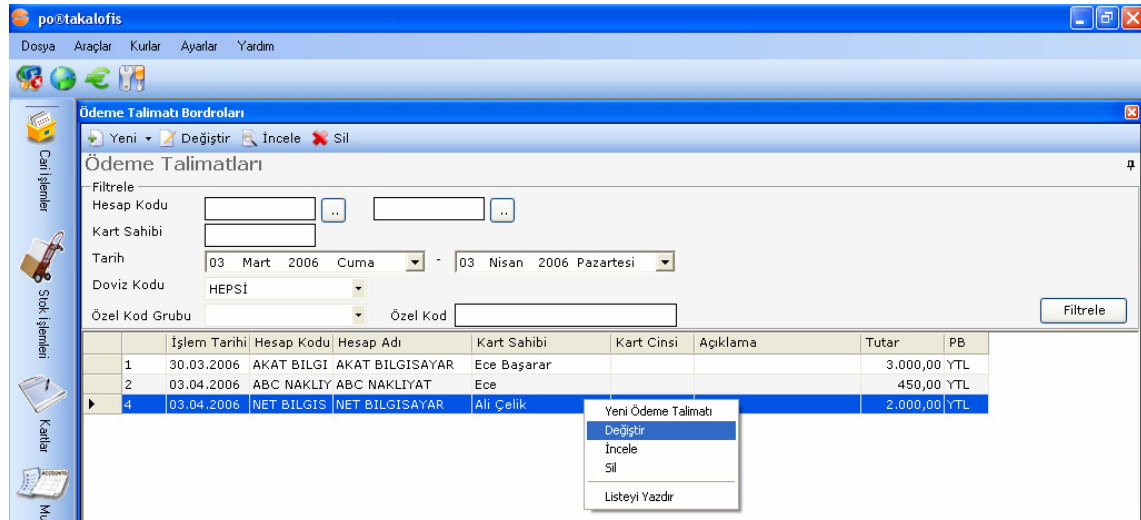 po®takalofis
Dosya Araçlar Kurlar Ayarlar Yardım
Ödeme Talimatı Bordroları
Yeni Değiştir İncele Sil
Ödeme Talimatları
Filtrele
Hesap Kodu .. ..
Kart Sahibi
Tarih 03 Mart 2006 Cuma - 03 Nisan 2006 Pazartesi
Doviz Kodu HEPSİ
Özel Kod Grubu Özel Kod Filtrele
İşlem Tarihi Hesap Kodu Hesap Adı Kart Sahibi Kart Cinsi Açıklama Tutar PB
1 30.03.2006 AKAT BILGI AKAT BILGISAYAR Ece Başarar 3.000,00 YTL
2 03.04.2006 ABC NAKLIY ABC NAKLIYAT Ece 450,00 YTL
4 03.04.2006 NET BILGIS NET BILGISAYAR Ali Çelik 2.000,00 YTL
Yeni Ödeme Talimatı
Değiştir
İncele
Sil
Listeyi Yazdır
Cari İşlemler
Stok İşlemleri
Kartlar
ACCOUNTS
Mu